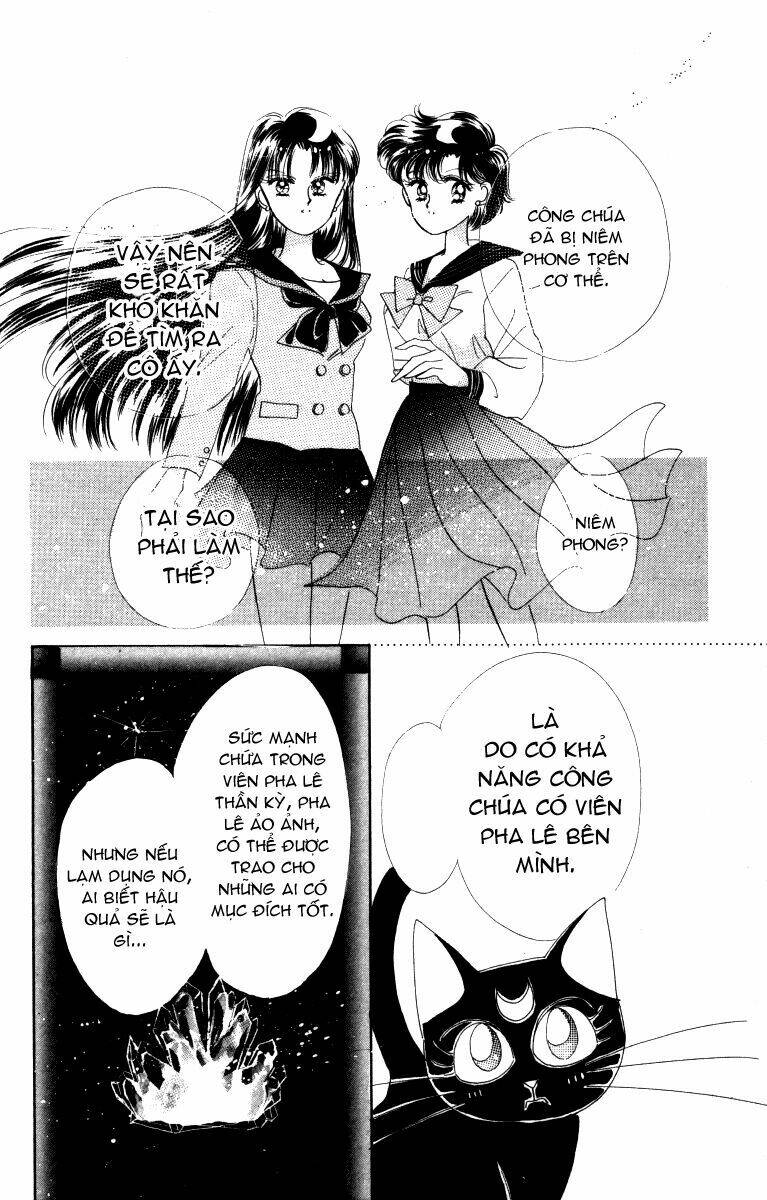 CÔNG CHÚA
ĐÃ BỊ NIÊM
PHONG TRÊN
CƠ THỂ.
VẬY NÊN
SẼ RẤT
KHÓ KHĂN
ĐỂ TÌM RA
CÔ ẤY.
NIÊM
PHONG?
TẠI SAO
PHẢI LÀM
THẾ?
LÀ
DO CÓ KHẢ
NĂNG CÔNG
CHÚA CÓ VIÊN
PHA LÊ BÊN
MÌNH.
SỨC MẠNH
CHỨA TRONG
VIÊN PHA LÊ
THẦN KỲ, PHA
LÊ ẢO ẢNH,
CÓ THỂ ĐƯỢC
TRAO CHO
NHỮNG AI CÓ
MỤC ĐÍCH TỐT.
NHƯNG NẾU
LẠM DỤNG NÓ,
AI BIẾT HẬU
QUẢ SẼ LÀ
GÌ...